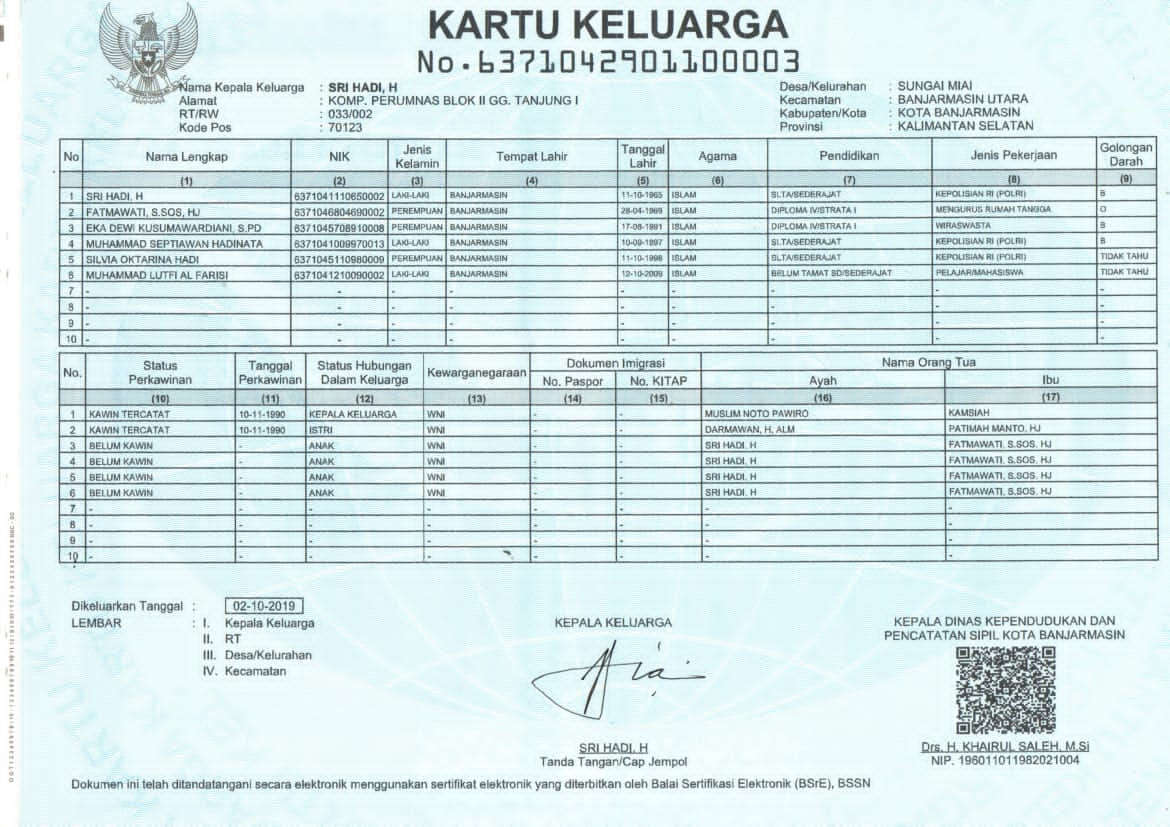 KARTU KELUARGA
No.6371042901100003
Nama Kepala Keluarga : SRI HADI, H
Alamat : KOMP. PERUMNAS BLOK II GG. TANJUNG I
RT/RW : 033/002
Kode Pos : 70123
Desa/Kelurahan : SUNGAI MIAI
Kecamatan : BANJARMASIN UTARA
Kabupaten/Kota : KOTA BANJARMASIN
Provinsi : KALIMANTAN SELATAN
No Nama Lengkap NIK Jenis Kelamin Tempat Lahir Tanggal Lahir Agama Pendidikan Jenis Pekerjaan Golongan Darah
(1) (2) (3) (4) (5) (6) (7) (8) (9)
1 SRI HADI, H 6371041110650002 LAKI-LAKI BANJARMASIN 11-10-1965 ISLAM SLTA/SEDERAJAT KEPOLISIAN RI (POLRI) B
2 FATMAWATI, S.SOS, HJ 6371046804690002 PEREMPUAN BANJARMASIN 28-04-1969 ISLAM DIPLOMA IV/STRATA I MENGURUS RUMAH TANGGA O
3 EKA DEWI KUSUMAWARDIANI, S.PD 6371045708910008 PEREMPUAN BANJARMASIN 17-08-1991 ISLAM DIPLOMA IV/STRATA I WIRASWASTA B
4 MUHAMMAD SEPTIAWAN HADINATA 6371041009970013 LAKI-LAKI BANJARMASIN 10-09-1997 ISLAM SLTA/SEDERAJAT KEPOLISIAN RI (POLRI) B
5 SILVIA OKTARINA HADI 6371045110980009 PEREMPUAN BANJARMASIN 11-10-1998 ISLAM SLTA/SEDERAJAT KEPOLISIAN RI (POLRI) TIDAK TAHU
6 MUHAMMAD LUTFI AL FARISI 6371041210090002 LAKI-LAKI BANJARMASIN 12-10-2009 ISLAM BELUM TAMAT SD/SEDERAJAT PELAJAR/MAHASISWA TIDAK TAHU
7 - - - - - - - - -
8 - - - - - - - - -
9 - - - - - - - - -
10 - - - - - - - - -
No. Status Perkawinan Tanggal Perkawinan Status Hubungan Dalam Keluarga Kewarganegaraan Dokumen Imigrasi Nama Orang Tua
No. Paspor No. KITAP Ayah Ibu
(10) (11) (12) (13) (14) (15) (16) (17)
1 KAWIN TERCATAT 10-11-1990 KEPALA KELUARGA WNI - - MUSLIM NOTO PAWIRO KAMSIAH
2 KAWIN TERCATAT 10-11-1990 ISTRI WNI - - DARMAWAN, H, ALM PATIMAH MANTO, HJ
3 BELUM KAWIN - ANAK WNI - - SRI HADI. H FATMAWATI, S.SOS, HJ
4 BELUM KAWIN - ANAK WNI - - SRI HADI. H FATMAWATI, S.SOS, HJ
5 BELUM KAWIN - ANAK WNI - - SRI HADI. H FATMAWATI, S.SOS, HJ
6 BELUM KAWIN - ANAK WNI - - SRI HADI. H FATMAWATI, S.SOS, HJ
7 - - - - - - - -
8 - - - - - - - -
9 - - - - - - - -
10 - - - - - - - -
Dikeluarkan Tanggal : 02-10-2019
LEMBAR : I. Kepala Keluarga
II. RT
III. Desa/Kelurahan
IV. Kecamatan
KEPALA KELUARGA
SRI HADI. H
Tanda Tangan/Cap Jempol
KEPALA DINAS KEPENDUDUKAN DAN
PENCATATAN SIPIL KOTA BANJARMASIN
Drs. H. KHAIRUL SALEH, M.Si
NIP. 196011011982021004
Dokumen ini telah ditandatangani secara elektronik menggunakan sertifikat elektronik yang diterbitkan oleh Balai Sertifikasi Elektronik (BSrE), BSSN